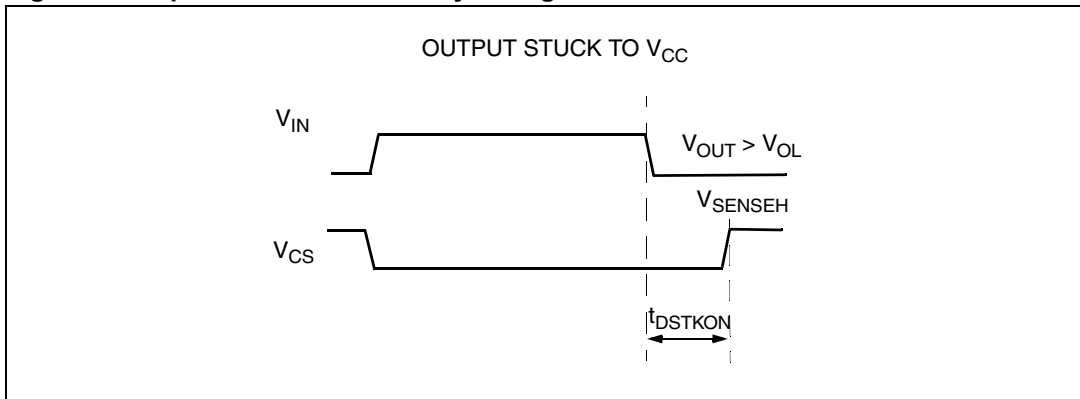 OUTPUT STUCK TO VCC
VIN
VOUT > VOL
VSENSEH
VCS
tDSTKON